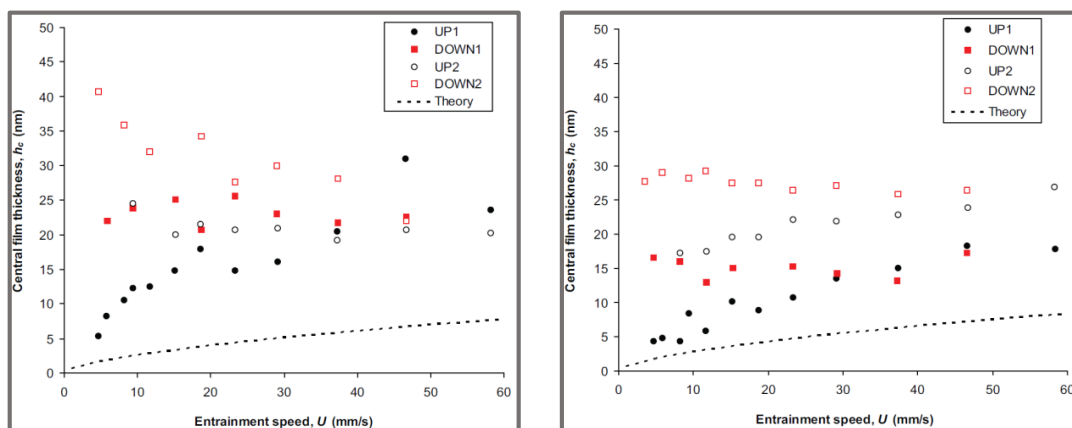 50
45
40
35
30
25
20
15
10
5
0
Central film thickness, hc (nm)
UP1
DOWN1
UP2
DOWN2
Theory
0 10 20 30 40 50 60
Entrainment speed, U (mm/s)
50
45
40
35
30
25
20
15
10
5
0
Central film thickness, hc (nm)
UP1
DOWN1
UP2
DOWN2
Theory
0 10 20 30 40 50 60
Entrainment speed, U (mm/s)